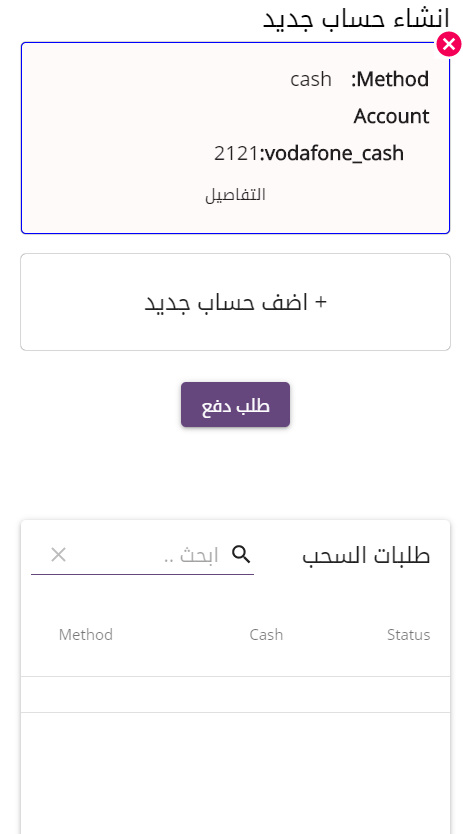 انشاء حساب جديد
Method: cash
Account
vodafone_cash:2121
التفاصيل
+ اضف حساب جديد
طلب دفع
طلبات السحب
ابحث ..
Status Cash Method